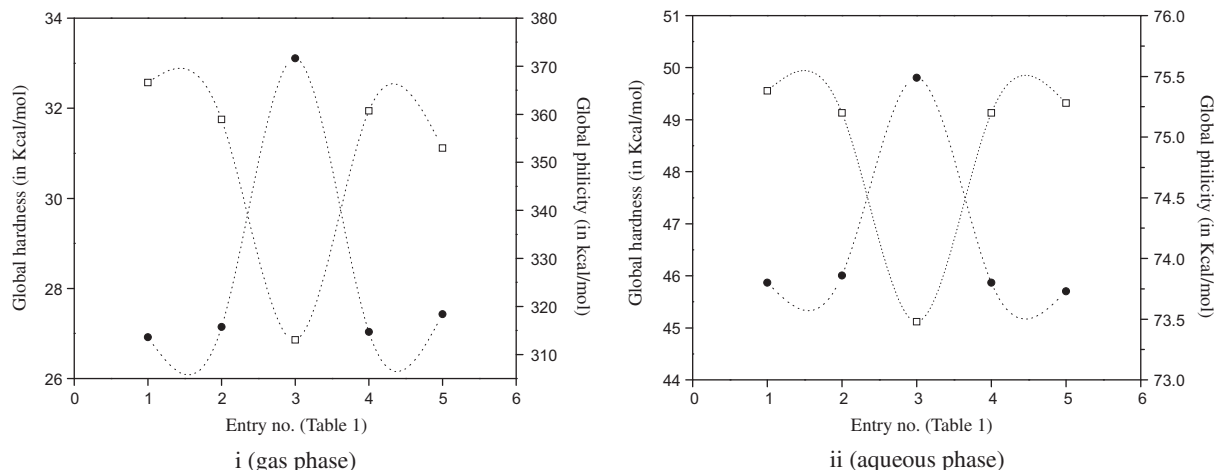 34
32
30
28
26
Global hardness (in Kcal/mol)
380
370
360
350
340
330
320
310
Global philicity (in kcal/mol)
0 1 2 3 4 5 6
Entry no. (Table 1)
i (gas phase)
51
50
49
48
47
46
45
44
Global hardness (in Kcal/mol)
76.0
75.5
75.0
74.5
74.0
73.5
73.0
Global philicity (in Kcal/mol)
0 1 2 3 4 5 6
Entry no. (Table 1)
ii (aqueous phase)